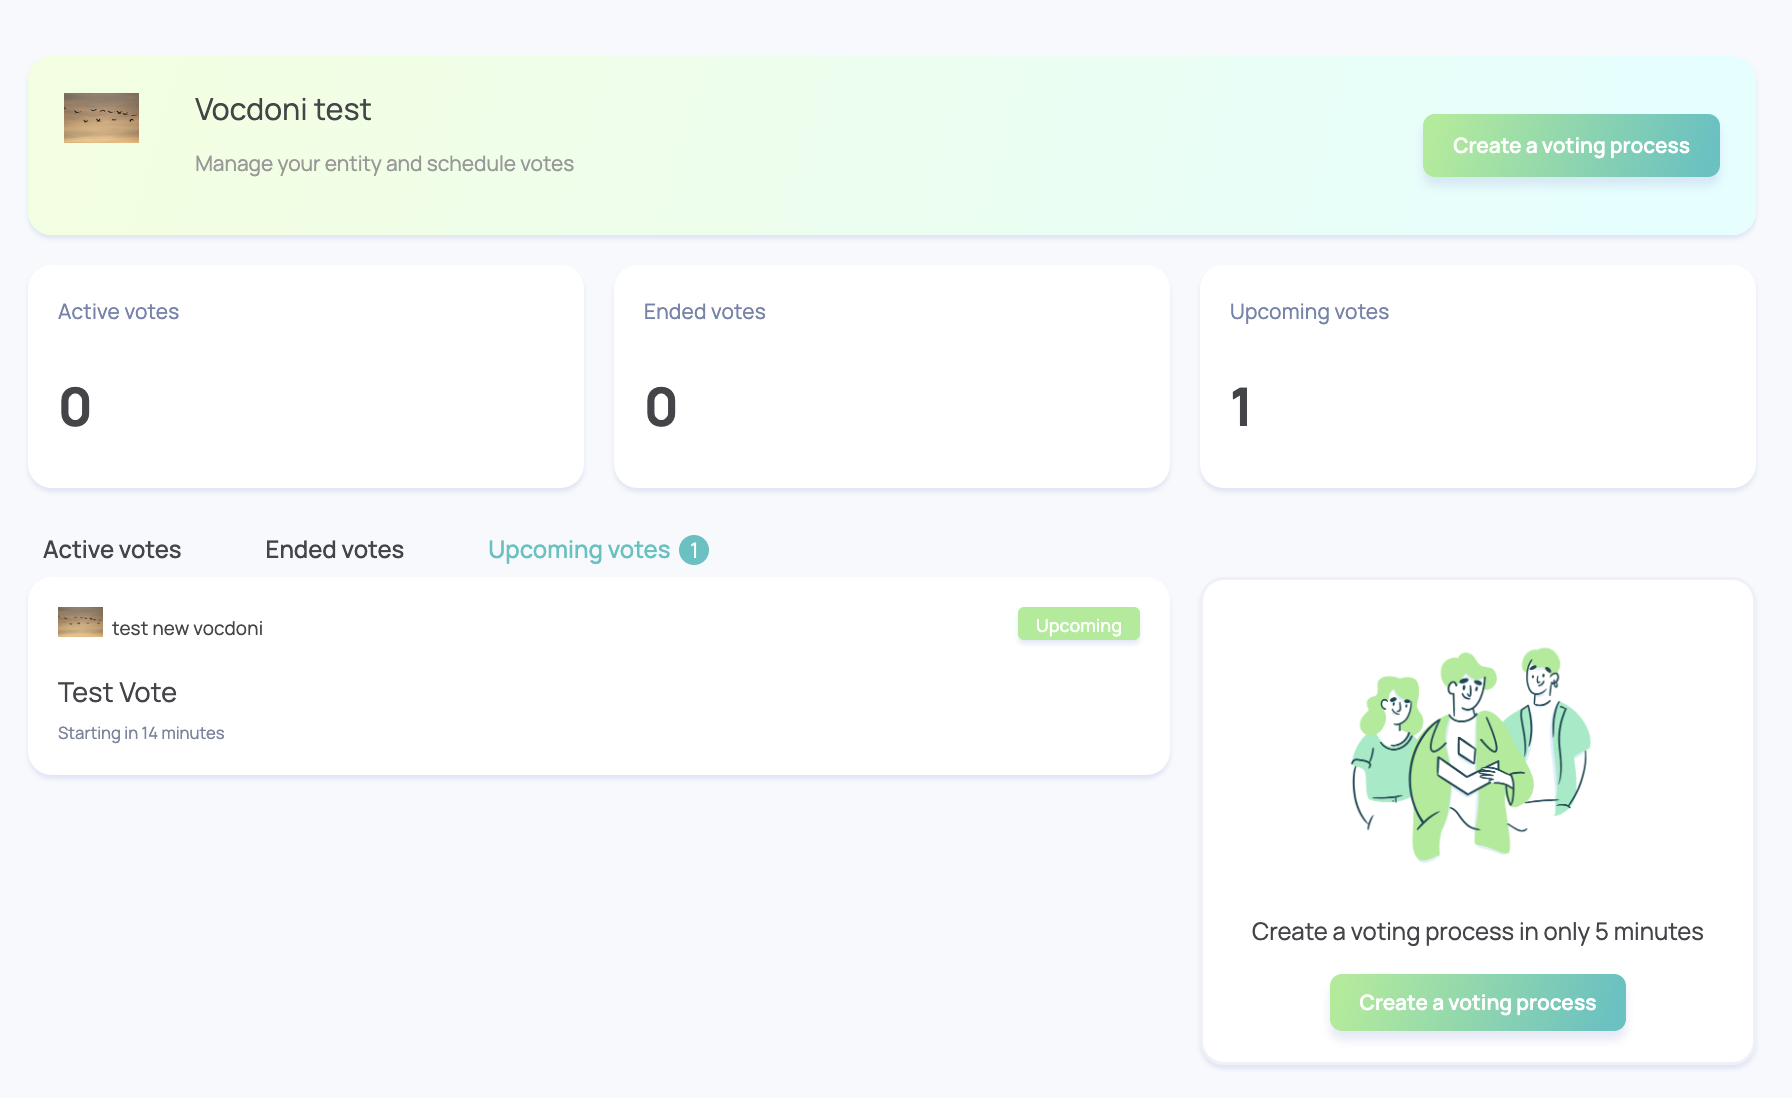 Vocdoni test
Manage your entity and schedule votes
Create a voting process
Active votes
0
Ended votes
0
Upcoming votes
1
Active votes
Ended votes
Upcoming votes 1
test new vocdoni
Upcoming
Test Vote
Starting in 14 minutes
Create a voting process in only 5 minutes
Create a voting process